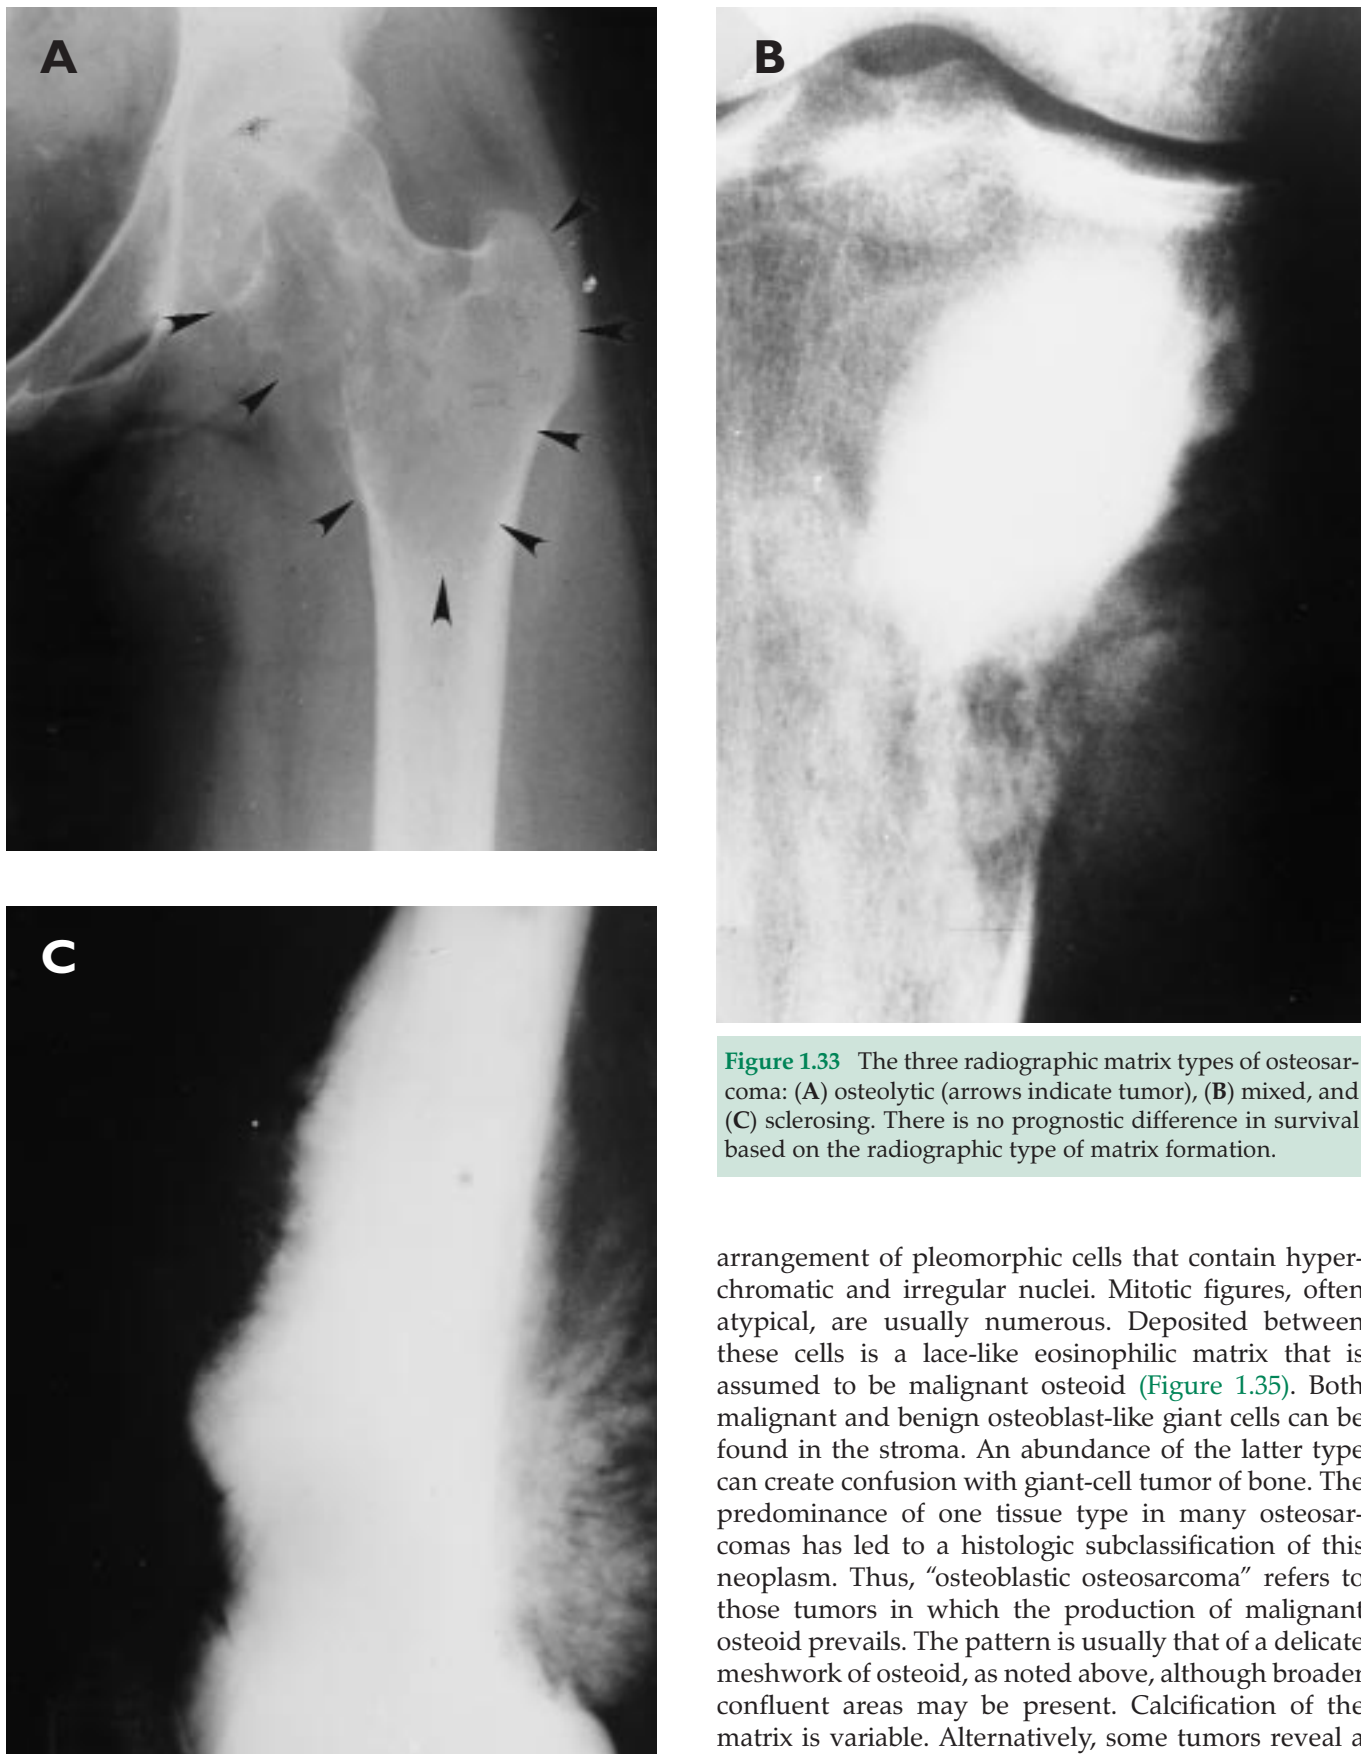 A
B
C
Figure 1.33 The three radiographic matrix types of osteosar-
coma: (A) osteolytic (arrows indicate tumor), (B) mixed, and
(C) sclerosing. There is no prognostic difference in survival
based on the radiographic type of matrix formation.
arrangement of pleomorphic cells that contain hyper-
chromatic and irregular nuclei. Mitotic figures, often
atypical, are usually numerous. Deposited between
these cells is a lace-like eosinophilic matrix that is
assumed to be malignant osteoid (Figure 1.35). Both
malignant and benign osteoblast-like giant cells can be
found in the stroma. An abundance of the latter type
can create confusion with giant-cell tumor of bone. The
predominance of one tissue type in many osteosar-
comas has led to a histologic subclassification of this
neoplasm. Thus, “osteoblastic osteosarcoma” refers to
those tumors in which the production of malignant
osteoid prevails. The pattern is usually that of a delicate
meshwork of osteoid, as noted above, although broader
confluent areas may be present. Calcification of the
matrix is variable. Alternatively, some tumors reveal a